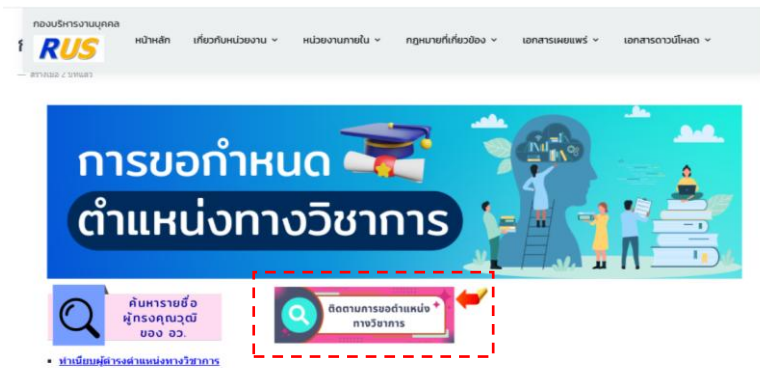 กองบริหารงานบุคคล
RUS
หน้าหลัก เกี่ยวกับหน่วยงาน หน่วยงานภายใน กฎหมายที่เกี่ยวข้อง เอกสารเผยแพร่ เอกสารดาวน์โหลด
การขอกำหนด
ตำแหน่งทางวิชาการ
ค้นหารายชื่อ
ผู้ทรงคุณวุฒิ
ของ อว.
ติดตามการขอตำแหน่ง
ทางวิชาการ
ทำเนียบผู้ดำรงตำแหน่งทางวิชาการ